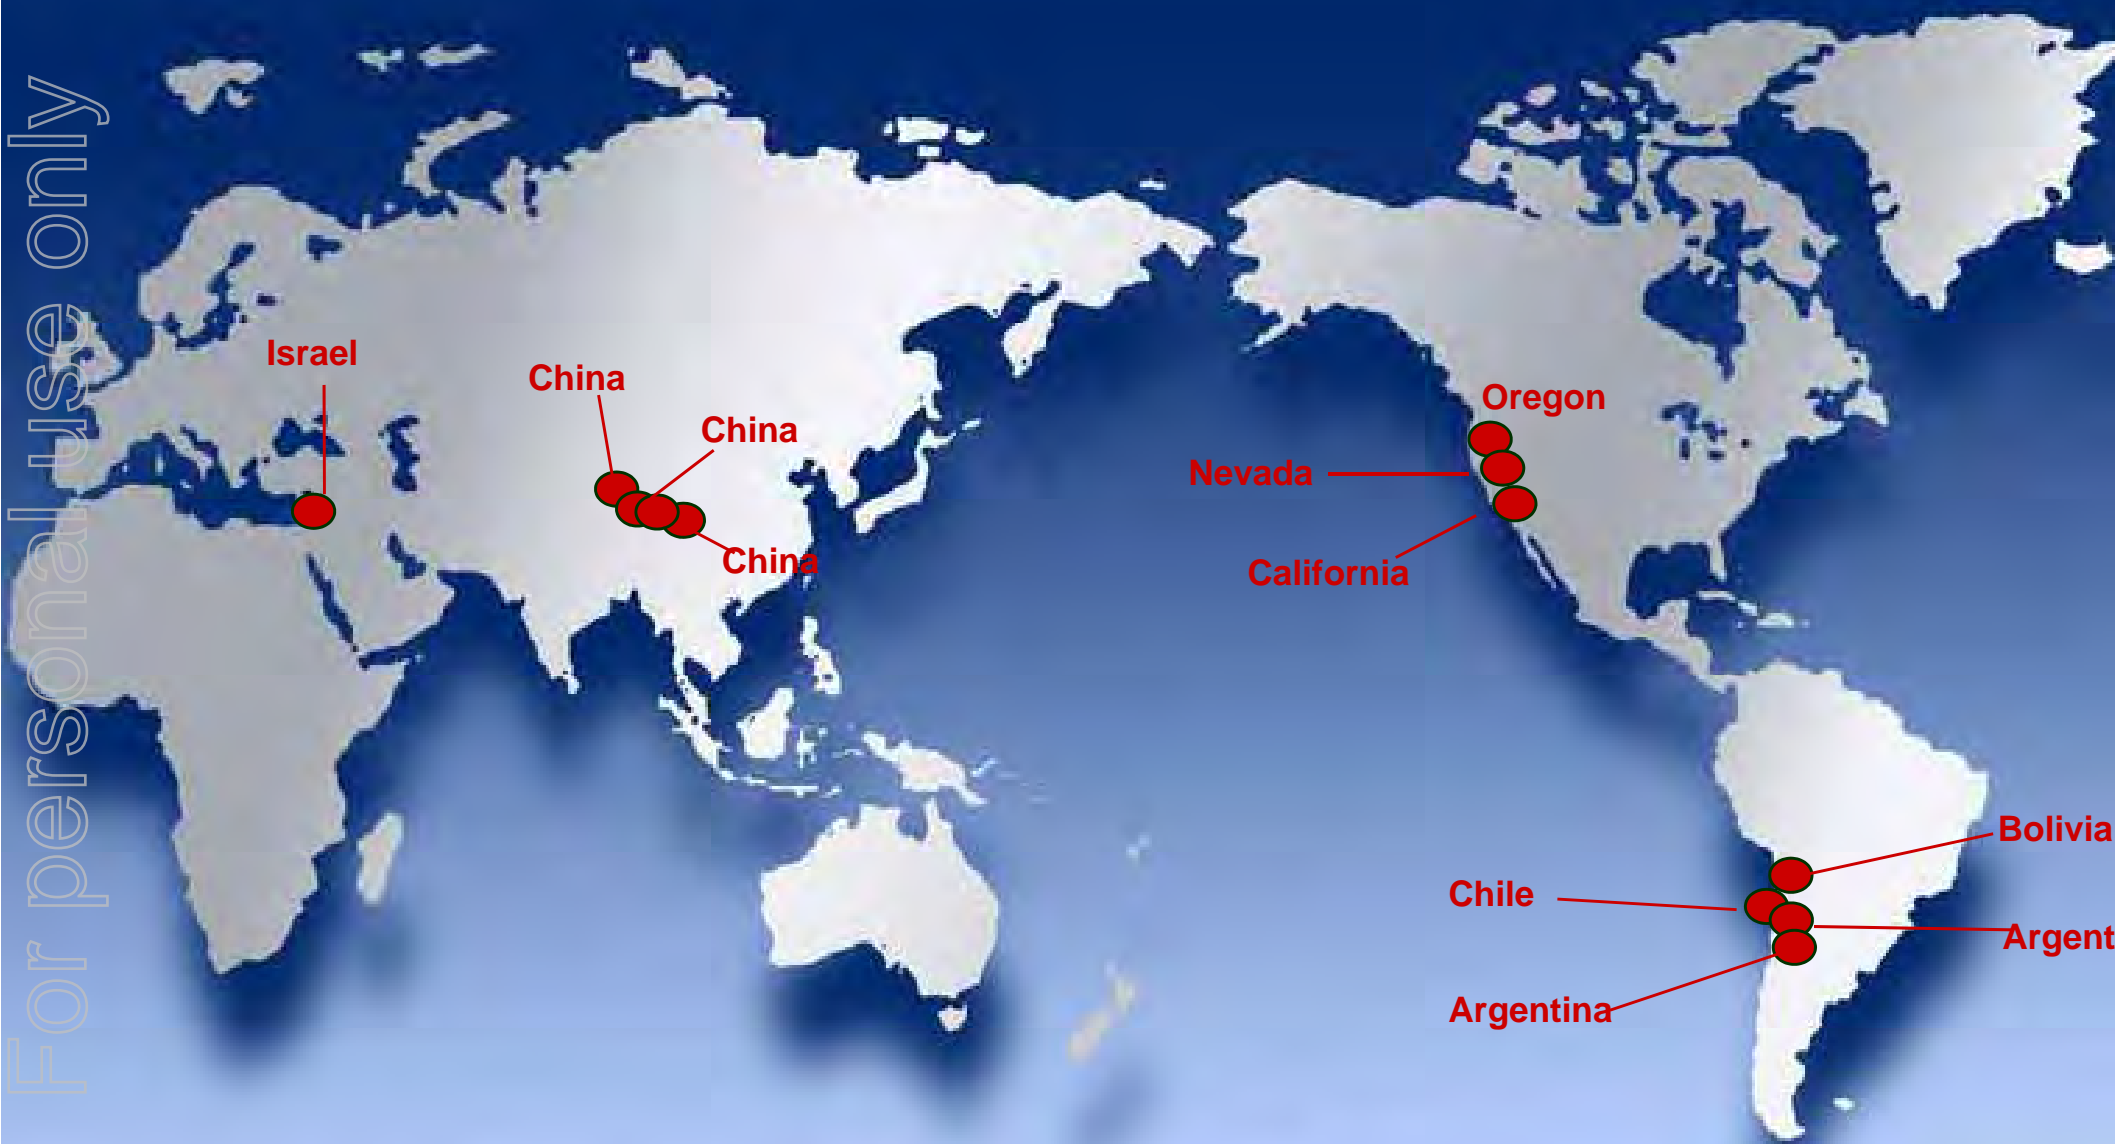 For personal use only
Israel
China
China
China
Oregon
Nevada
California
Bolivia
Chile
Argent
Argentina